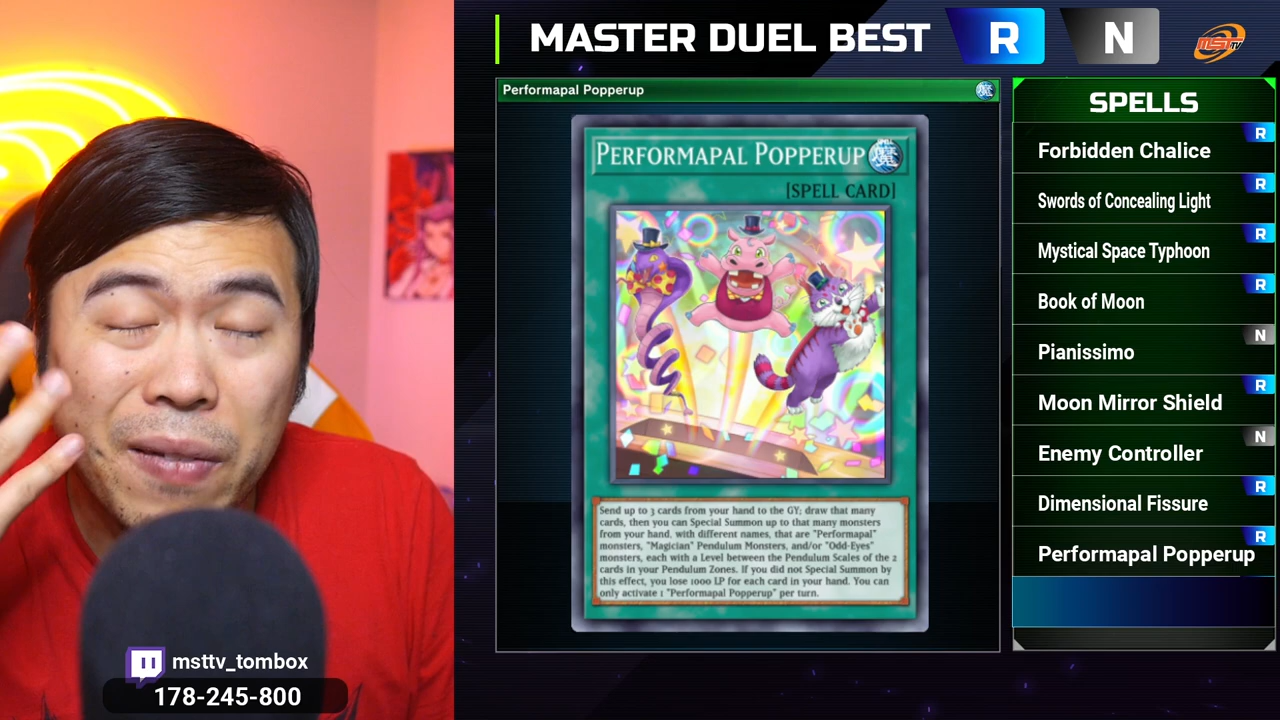 MASTER DUEL BEST R N MST TV
Performapal Popperup
PERFORMAPAL POPPERUP
[SPELL CARD]
Send up to 3 cards from your hand to the GY; draw that many
cards, then you can Special Summon up to that many monsters
from your hand, with different names, that are "Performapal"
monsters, "Magician" Pendulum Monsters, and/or "Odd-Eyes"
monsters, each with a Level between the Pendulum Scales of the 2
cards in your Pendulum Zones. If you did not Special Summon by
this effect, you lose 1000 LP for each card in your hand. You can
only activate 1 "Performapal Popperup" per turn.
SPELLS
R
Forbidden Chalice
R
Swords of Concealing Light
R
Mystical Space Typhoon
R
Book of Moon
N
Pianissimo
R
Moon Mirror Shield
N
Enemy Controller
R
Dimensional Fissure
R
Performapal Popperup
msttv_tombox
178-245-800